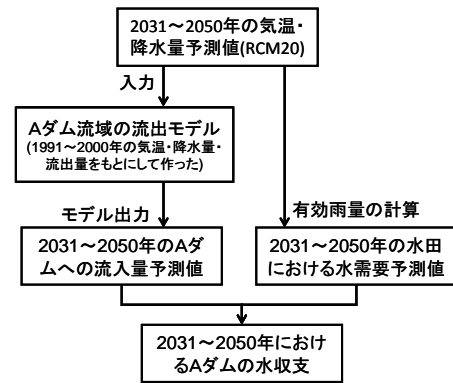 2031～2050年の気温・
降水量予測値(RCM20)
入力
Aダム流域の流出モデル
(1991～2000年の気温・降水量・
流出量をもとにして作った)
モデル出力
有効雨量の計算
2031～2050年のAダ
ムへの流入量予測値
2031～2050年の水田
における水需要予測値
2031～2050年におけ
るAダムの水収支